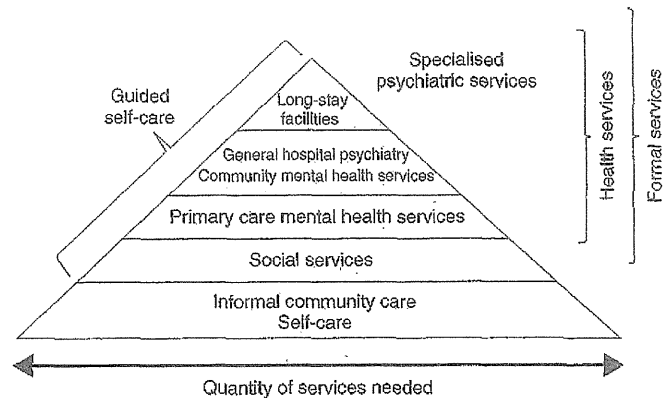 Specialised
psychiatric services
Guided
self-care
Long-stay
facilities
General hospital psychiatry
Community mental health services
Primary care mental health services
Social services
Informal community care
Self-care
Health services
Formal services
Quantity of services needed